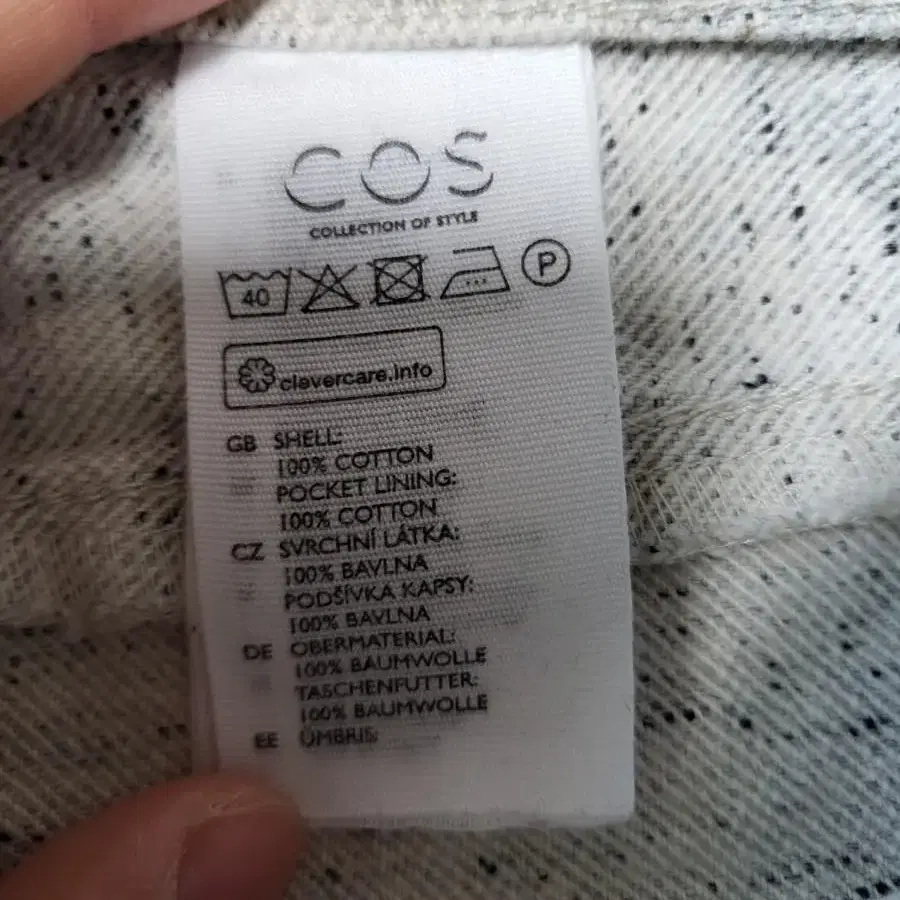 COS
COLLECTION OF STYLE
40
P
clevercare.info
GB SHELL:
100% COTTON
POCKET LINING:
100% COTTON
CZ SVRCHNÍ LÁTKA:
100% BAVLNA
PODŠÍVKA KAPSY:
100% BAVLNA
DE OBERMATERIAL:
100% BAUMWOLLE
TASCHENFUTTER:
100% BAUMWOLLE
EE ÜMBRIS: